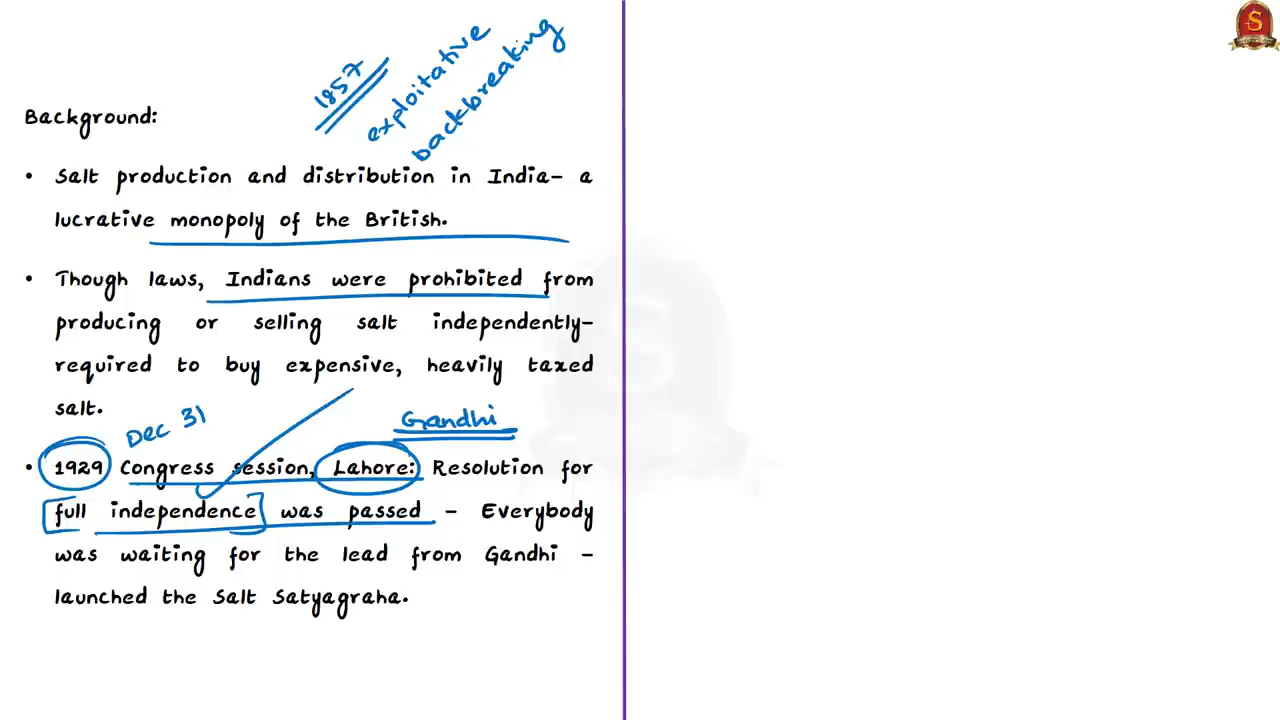 1857
exploitative
backbreaking
Background:
• Salt production and distribution in India- a
lucrative monopoly of the British.
• Though laws, Indians were prohibited from
producing or selling salt independently-
required to buy expensive, heavily taxed
salt.
Dec 31
Gandhi
• 1929 Congress session, Lahore: Resolution for
full independence was passed - Everybody
was waiting for the lead from Gandhi -
launched the Salt Satyagraha.
S
S